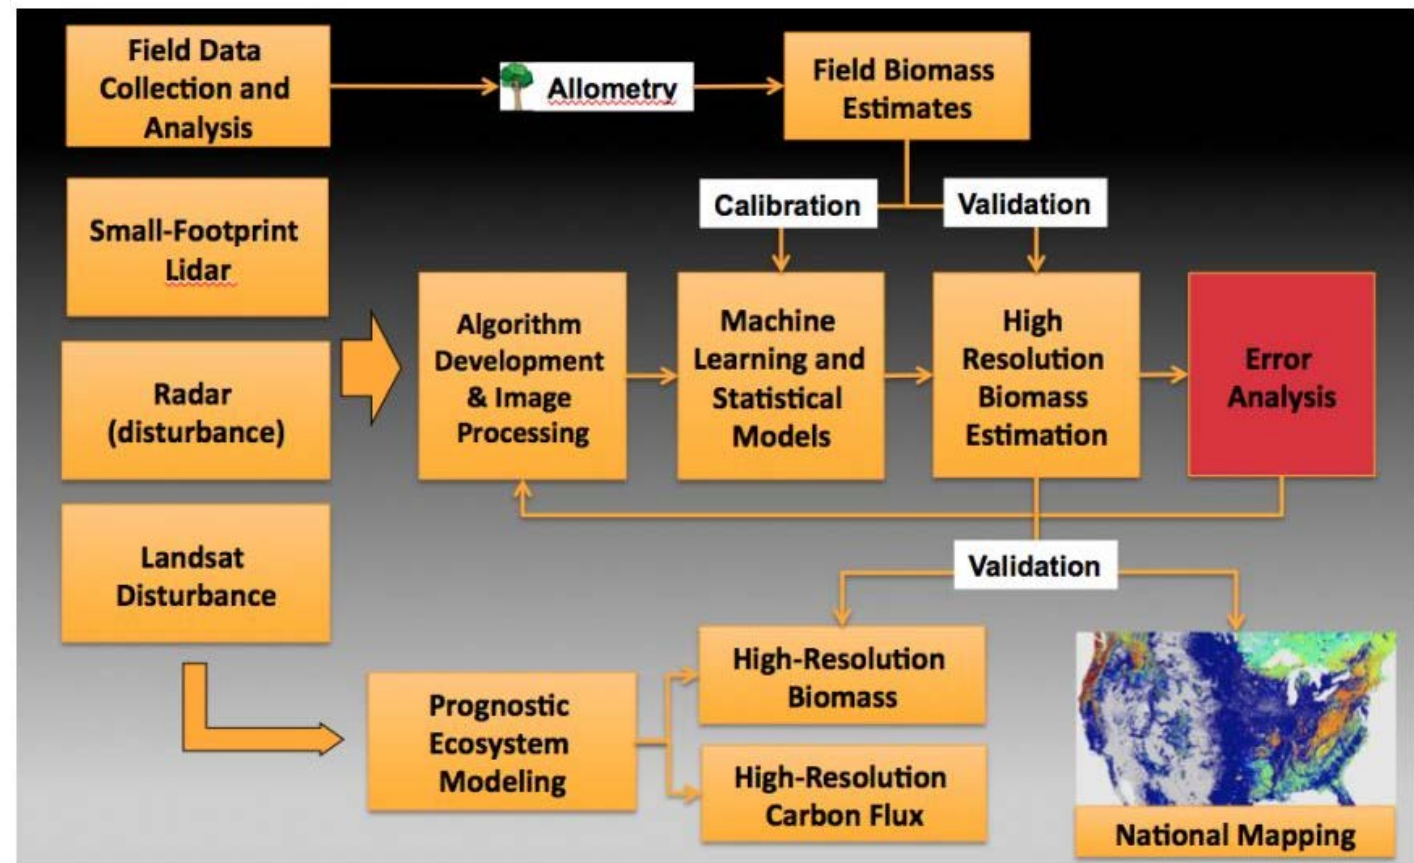 Field Data
Collection and
Analysis
Allometry
Field Biomass
Estimates
Small-Footprint
Lidar
Calibration
Validation
Radar
(disturbance)
Algorithm
Development
& Image
Processing
Machine
Learning and
Statistical
Models
High
Resolution
Biomass
Estimation
Error
Analysis
Landsat
Disturbance
Validation
Prognostic
Ecosystem
Modeling
High-Resolution
Biomass
High-Resolution
Carbon Flux
National Mapping